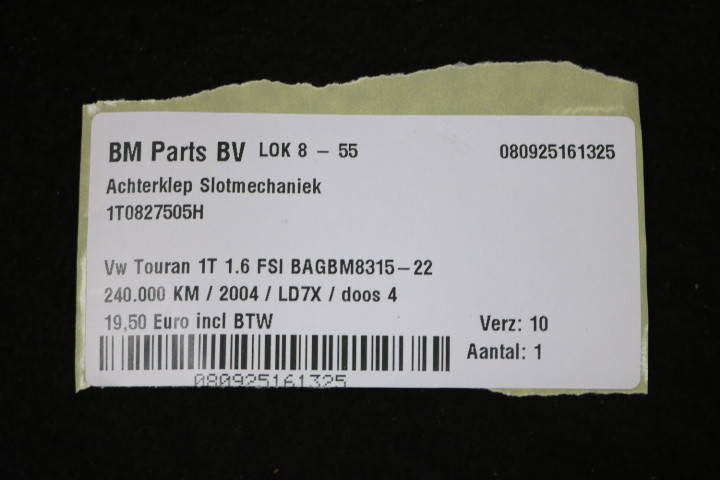 BM Parts BV LOK 8 - 55 080925161325
Achterklep Slotmechaniek
1T0827505H
Vw Touran 1T 1.6 FSI BAGBM8315-22
240.000 KM / 2004 / LD7X / doos 4
19,50 Euro incl BTW Verz: 10
Aantal: 1
080925161325